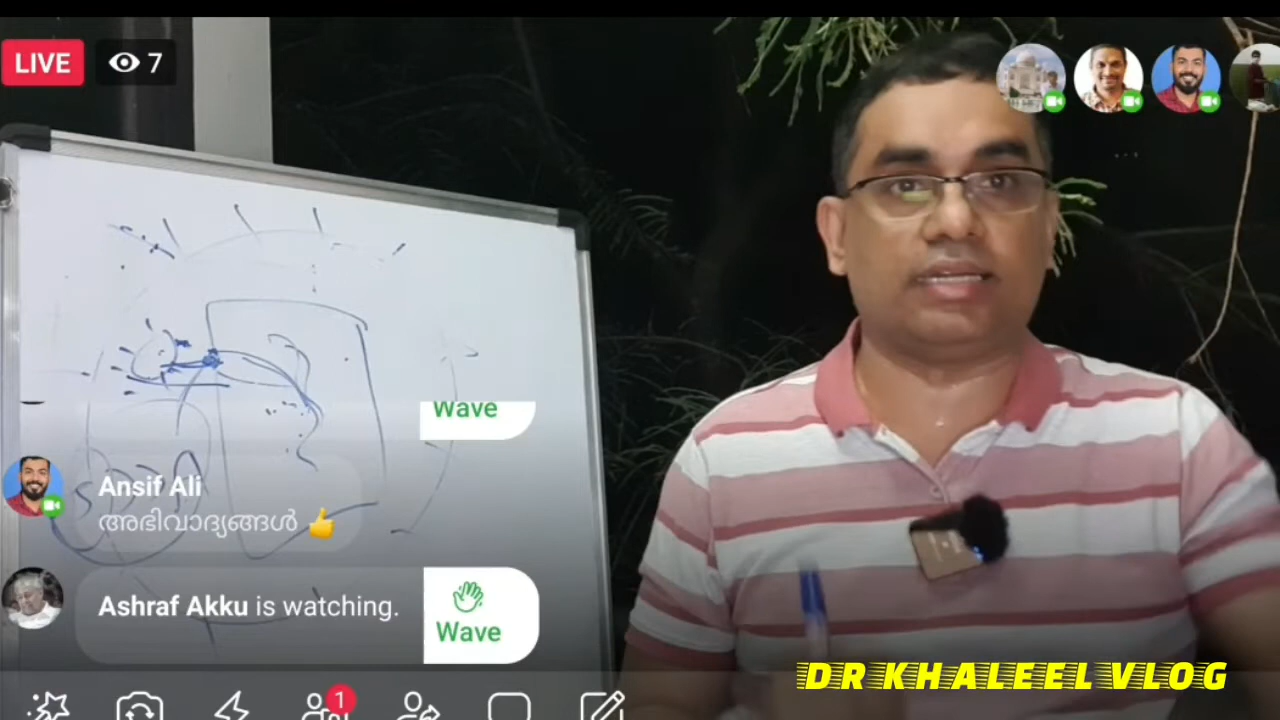 LIVE 7
Wave
Ansif Ali
അഭിവാദ്യങ്ങൾ 👍
Ashraf Akku is watching.
Wave
1
DR KHALEEL VLOG